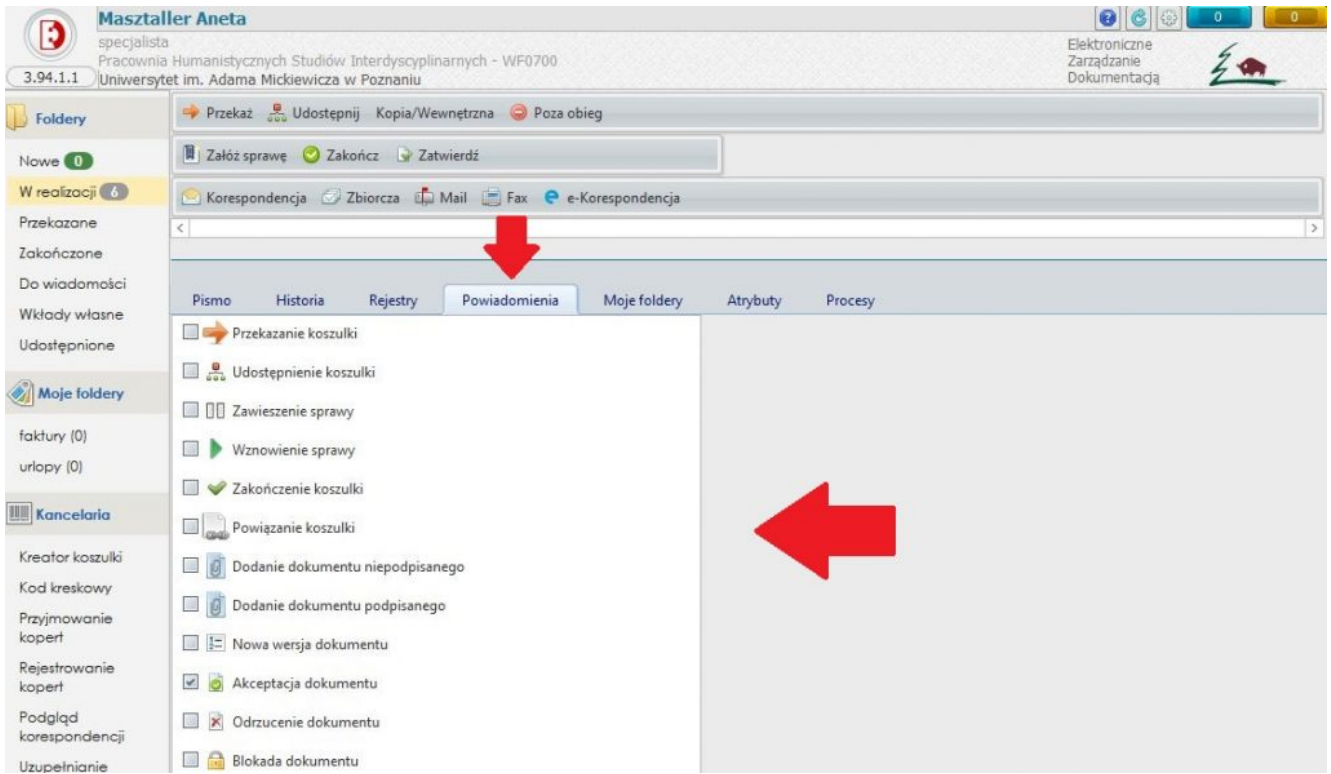 Masztaller Aneta
specjalista
Pracownia Humanistycznych Studiów Interdyscyplinarnych - WF0700
3.94.1.1
Uniwersytet im. Adama Mickiewicza w Poznaniu
0
0
Elektroniczne
Zarządzanie
Dokumentacją
Foldery
Nowe 0
W realizacji 6
Przekazane
Zakończone
Do wiadomości
Wkłady własne
Udostępnione
Moje foldery
faktury (0)
urlopy (0)
Kancelaria
Kreator koszulki
Kod kreskowy
Przyjmowanie
kopert
Rejestrowanie
kopert
Podgląd
korespondencji
Uzupełnianie
Przekaż Udostępnij Kopia/Wewnętrzna Poza obieg
Załóż sprawę Zakończ Zatwierdź
Korespondencja Zbiorcza Mail Fax e-Korespondencja
Pismo Historia Rejestry Powiadomienia Moje foldery Atrybuty Procesy
Przekazanie koszulki
Udostępnienie koszulki
Zawieszenie sprawy
Wznowienie sprawy
Zakończenie koszulki
Powiązanie koszulki
Dodanie dokumentu niepodpisanego
Dodanie dokumentu podpisanego
Nowa wersja dokumentu
Akceptacja dokumentu
Odrzucenie dokumentu
Blokada dokumentu